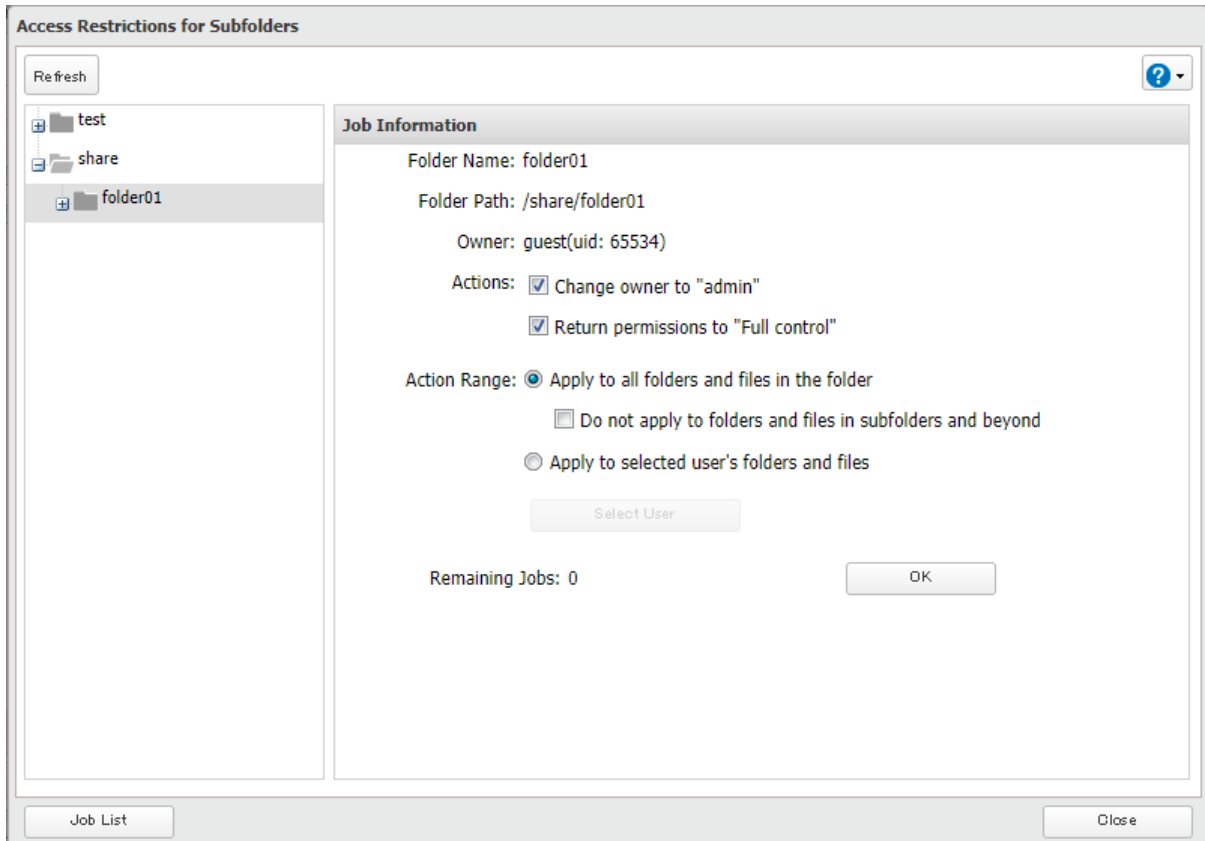 Access Restrictions for Subfolders
Refresh
?
test
share
folder01
Job Information
Folder Name: folder01
Folder Path: /share/folder01
Owner: guest(uid: 65534)
Actions: Change owner to "admin"
Return permissions to "Full control"
Action Range: Apply to all folders and files in the folder
Do not apply to folders and files in subfolders and beyond
Apply to selected user's folders and files
Select User
Remaining Jobs: 0
OK
Job List
Close